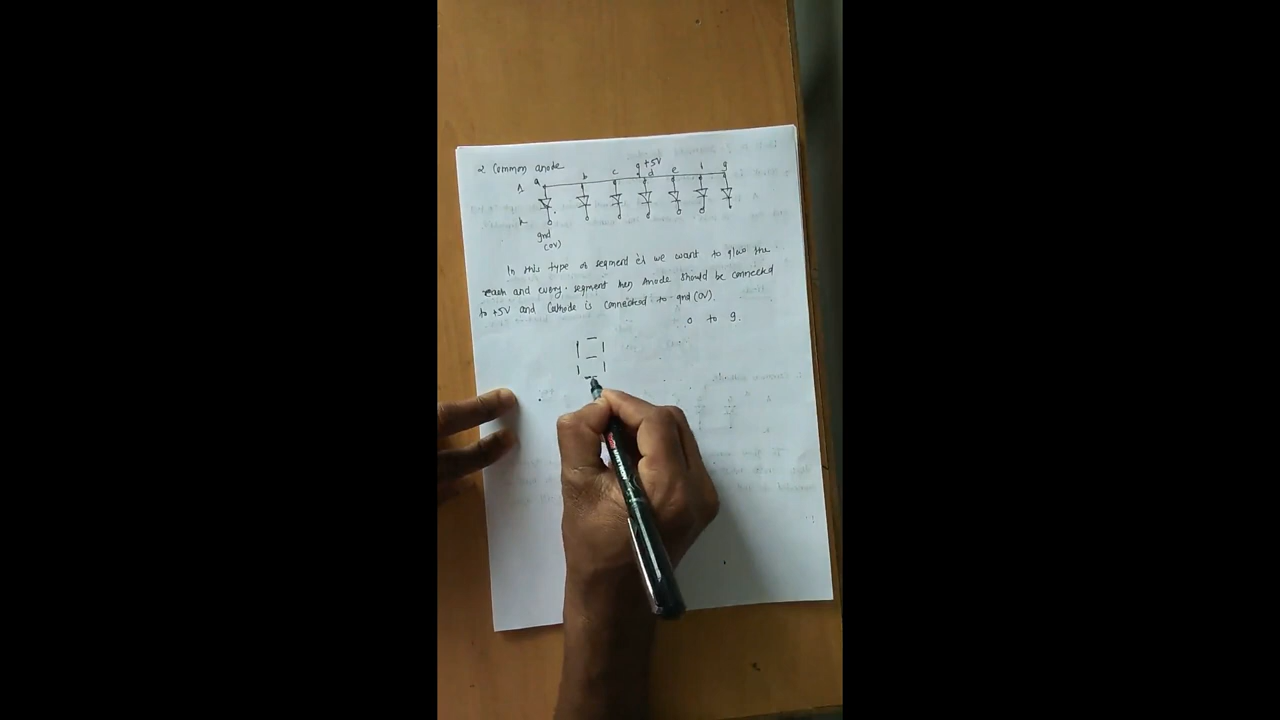 2 Common anode
+5V
a b c d e f g
A
K
gnd
(0V)
In this type of segment if we want to glow the
each and every segment then Anode should be connected
to +5V and Cathode is connected to gnd (0V).
0 to 9.